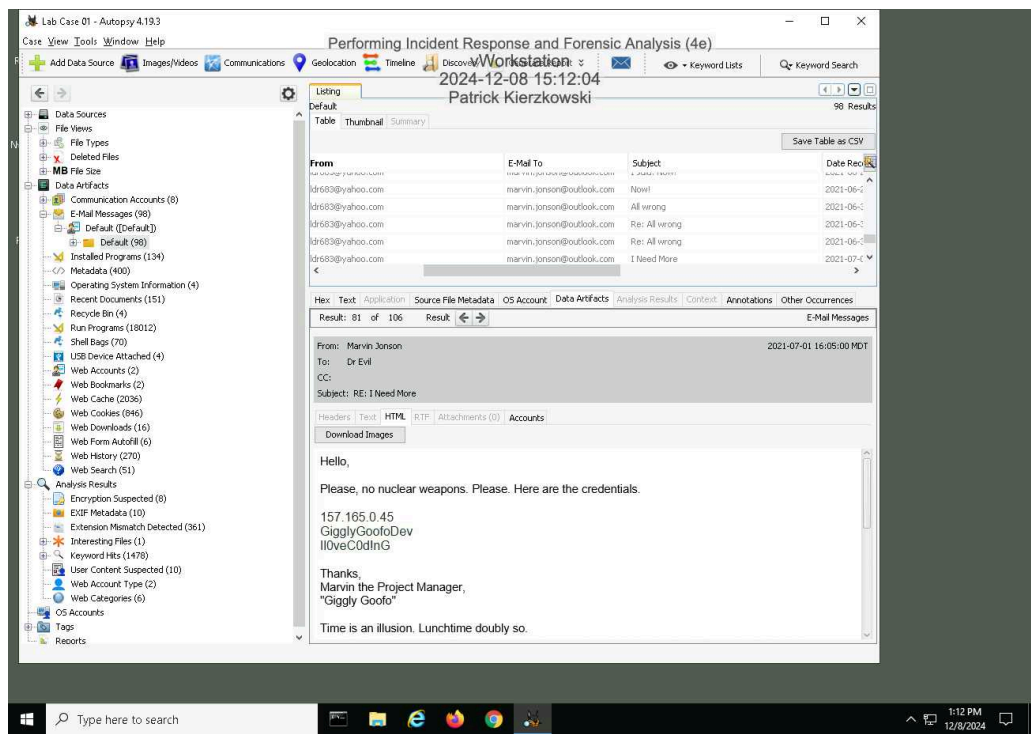 Lab Case 01 - Autopsy 4.19.3
Case View Tools Window Help
Performing Incident Response and Forensic Analysis (4e)
Add Data Source Images/Videos Communications Geolocation Timeline Discovery Keyword Lists Keyword Search
Workstation
2024-12-08 15:12:04
Patrick Kierzkowski
Listing
Default 98 Results
Table Thumbnail Summary
Save Table as CSV
From E-Mail To Subject Date Rec
ldr683@yahoo.com marvin.jonson@outlook.com Now! 2021-06-2
ldr683@yahoo.com marvin.jonson@outlook.com All wrong 2021-06-
ldr683@yahoo.com marvin.jonson@outlook.com Re: All wrong 2021-06-
ldr683@yahoo.com marvin.jonson@outlook.com Re: All wrong 2021-06-
ldr683@yahoo.com marvin.jonson@outlook.com I Need More 2021-07-
Data Sources
File Views
File Types
Deleted Files
MB File Size
Data Artifacts
Communication Accounts (8)
E-Mail Messages (98)
Default ([Default])
Default (98)
Installed Programs (134)
Metadata (400)
Operating System Information (4)
Recent Documents (151)
Recycle Bin (4)
Run Programs (18012)
Shell Bags (70)
USB Device Attached (4)
Web Accounts (2)
Web Bookmarks (2)
Web Cache (2036)
Web Cookies (846)
Web Downloads (16)
Web Form Autofill (6)
Web History (270)
Web Search (51)
Analysis Results
Encryption Suspected (8)
EXIF Metadata (10)
Extension Mismatch Detected (361)
Interesting Files (1)
Keyword Hits (1478)
User Content Suspected (10)
Web Account Type (2)
Web Categories (6)
OS Accounts
Tags
Reports
Hex Text Application Source File Metadata OS Account Data Artifacts Analysis Results Context Annotations Other Occurrences
Result: 81 of 106 Result E-Mail Messages
From: Marvin Jonson 2021-07-01 16:05:00 MDT
To: Dr Evil
CC:
Subject: RE: I Need More
Headers Text HTML RTF Attachments (0) Accounts
Download Images
Hello,
Please, no nuclear weapons. Please. Here are the credentials.
157.165.0.45
GigglyGoofoDev
Il0veC0dInG
Thanks,
Marvin the Project Manager,
"Giggly Goofo"
Time is an illusion. Lunchtime doubly so.
Type here to search
1:12 PM
12/8/2024